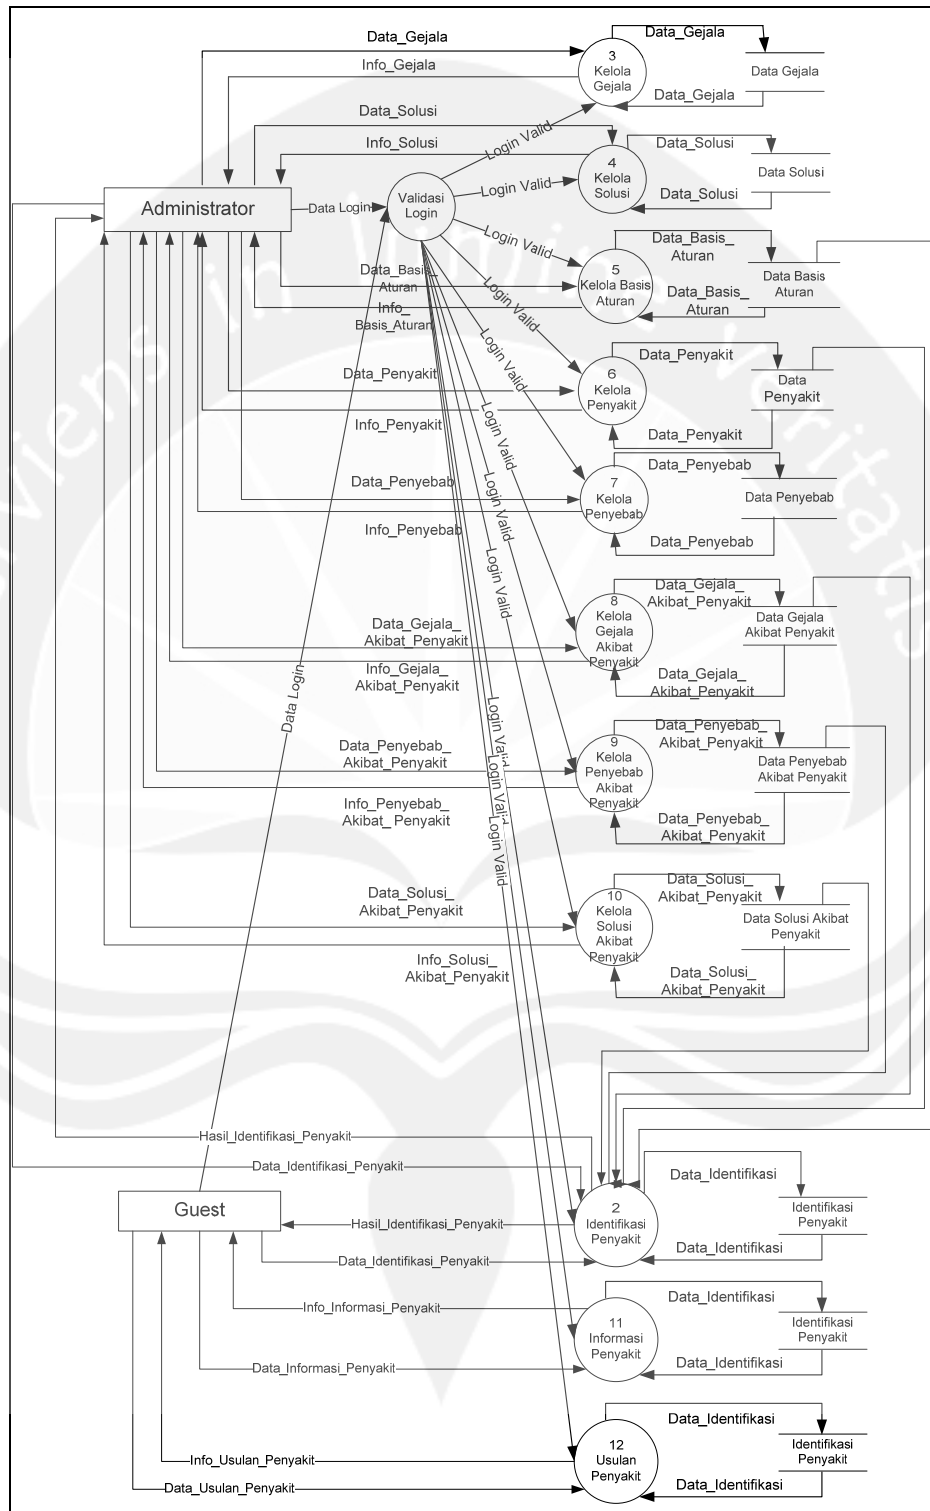 Data_Gejala
Data_Gejala
Info_Gejala
3
Kelola
Gejala
Data Gejala
Data_Gejala
Data_Solusi
Login Valid
Info_Solusi
Data_Solusi
4
Kelola
Solusi
Data Solusi
Data_Solusi
Administrator
Data Login
Validasi
Login
Login Valid
Login Valid
Data_Basis_
Aturan
5
Kelola Basis
Aturan
Data Basis
Aturan
Data_Basis_
Aturan
Data_Basis_
Aturan
Info_
Basis_Aturan
Login Valid
Data_Penyakit
6
Kelola
Penyakit
Data
Penyakit
Data_Penyakit
Info_Penyakit
Login Valid
Data_Penyakit
Data_Penyebab
7
Kelola
Penyebab
Data Penyebab
Data_Penyebab
Info_Penyebab
Login Valid
Login Valid
Login Valid
Data_Penyebab
Data_Gejala_
Akibat_Penyakit
8
Kelola
Gejala
Akibat
Penyakit
Data Gejala
Akibat Penyakit
Data_Gejala_
Akibat_Penyakit
Info_Gejala_
Akibat_Penyakit
Data_Gejala_
Akibat_Penyakit
Data Login
Login Valid
Login Valid
Login Valid
Data_Penyebab_
Akibat_Penyakit
9
Kelola
Penyebab
Akibat
Penyakit
Data Penyebab
Akibat Penyakit
Data_Penyebab_
Akibat_Penyakit
Info_Penyebab_
Akibat_ Penyakit
Data_Penyebab_
Akibat_Penyakit
Data_Solusi_
Akibat_Penyakit
10
Kelola
Solusi
Akibat
Penyakit
Data Solusi Akibat
Penyakit
Data_Solusi_
Akibat_Penyakit
Info_Solusi_
Akibat_Penyakit
Data_Solusi_
Akibat_Penyakit
Hasil_Identifikasi_Penyakit
Data_Identifikasi_Penyakit
Guest
Hasil_Identifikasi_Penyakit
Data_Identifikasi_Penyakit
2
Identifikasi
Penyakit
Data_Identifikasi
Identifikasi
Penyakit
Data_Identifikasi
Info_Informasi_Penyakit
Data_Informasi_Penyakit
11
Informasi
Penyakit
Data_Identifikasi
Identifikasi
Penyakit
Data_Identifikasi
Info_Usulan_Penyakit
Data_Usulan_Penyakit
12
Usulan
Penyakit
Data_Identifikasi
Identifikasi
Penyakit
Data_Identifikasi
viens in Lumine Veritatis